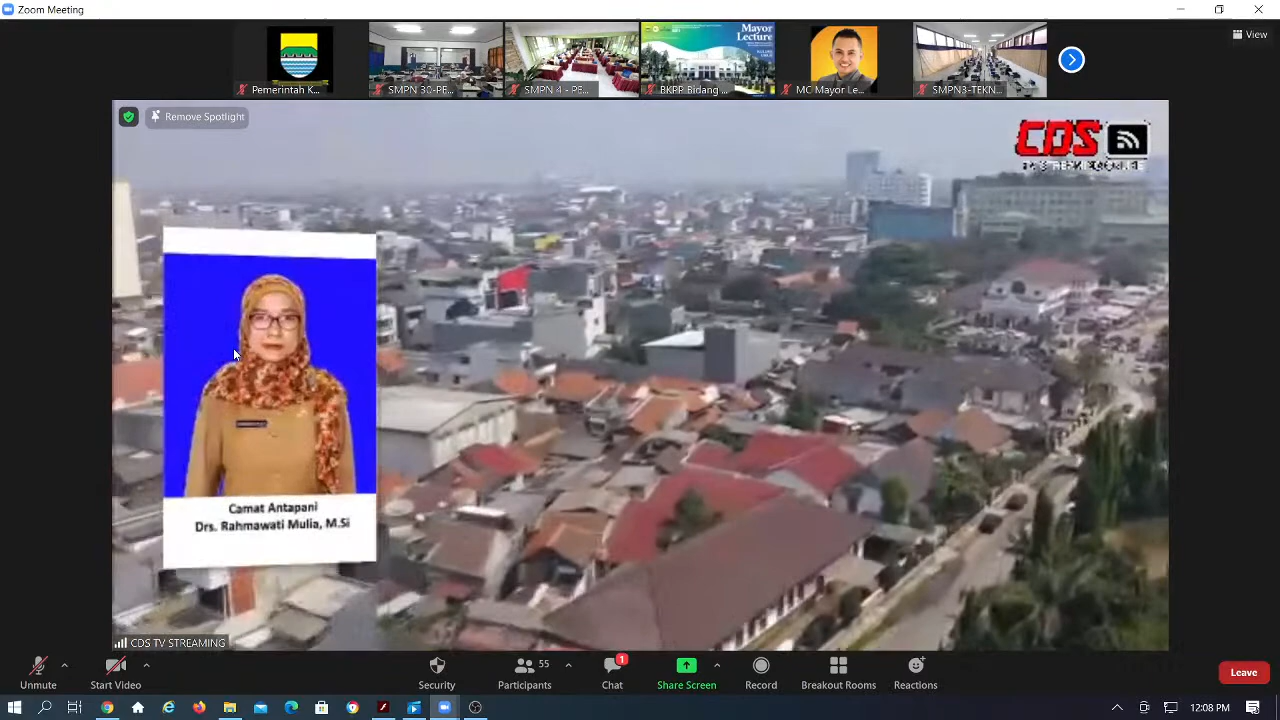 Zoom Meeting
View
Pemerintah K...
SMPN 30-PE...
SMPN 4 - PE...
Mayor
Lecture
BKPP Bidang ...
MC Mayor Le...
SMPN3-TEKN...
Remove Spotlight
CDS
Camat Antapani
Drs. Rahmawati Mulia, M.Si
CDS TV STREAMING
Unmute
Start Video
Security
55
Participants
1
Chat
Share Screen
Record
Breakout Rooms
Reactions
Leave
12:08 PM